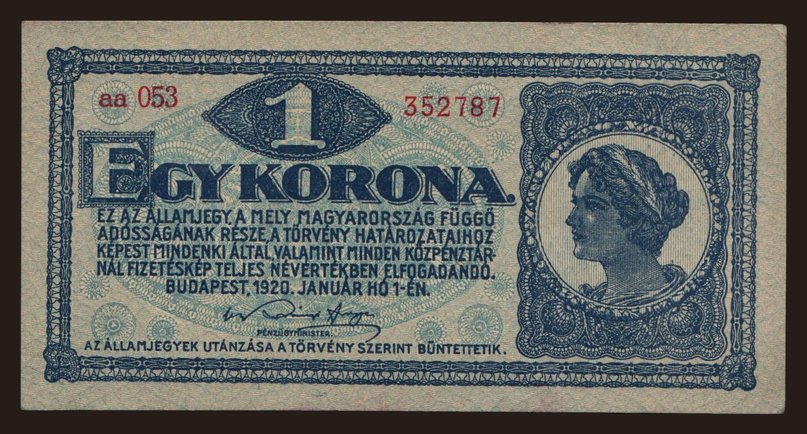 aa 053
1
352787
EGY KORONA.
EZ AZ ÁLLAMJEGY, A MELY MAGYARORSZÁG FÜGGŐ
ADÓSSÁGÁNAK RÉSZE, A TÖRVÉNY HATÁROZATAIHOZ
KÉPEST MINDENKI ÁLTAL VALAMINT MINDEN KÖZPÉNZTÁR-
NÁL FIZETÉSKÉP TELJES NÉVÉRTÉKBEN ELFOGADANDÓ.
BUDAPEST, 1920. JANUÁR HÓ 1-ÉN.
PÉNZÜGYMINISTER.
AZ ÁLLAMJEGYEK UTÁNZÁSA A TÖRVÉNY SZERINT BÜNTETTETIK.